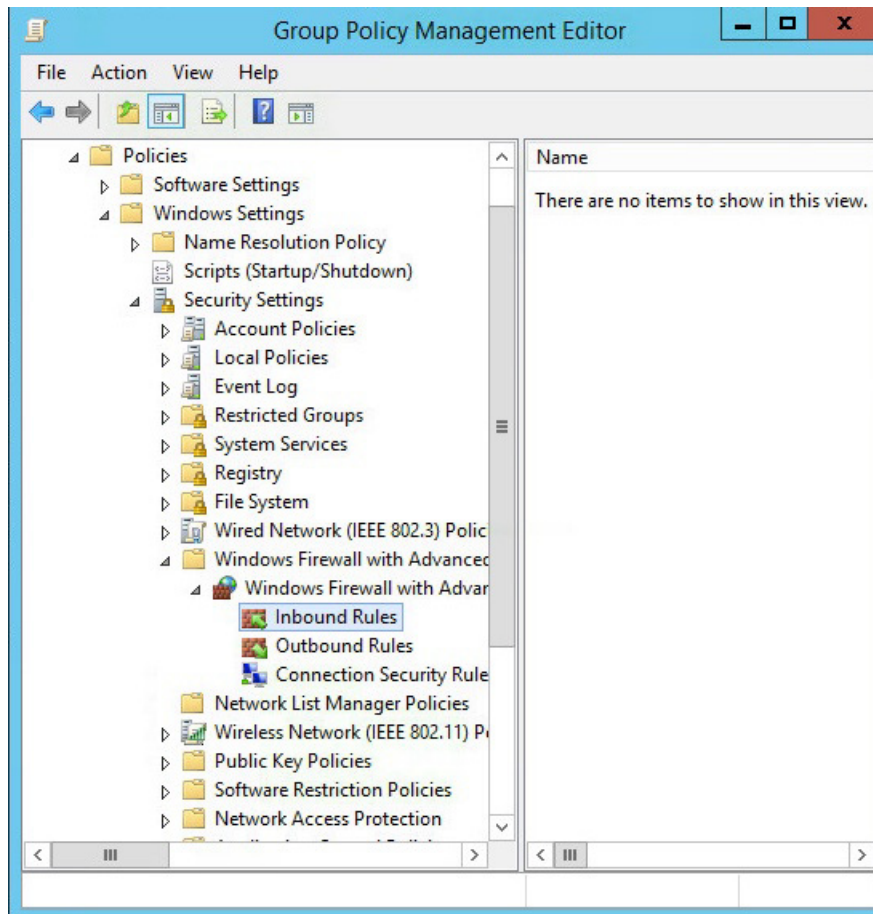 Group Policy Management Editor
File Action View Help
Policies
Software Settings
Windows Settings
Name Resolution Policy
Scripts (Startup/Shutdown)
Security Settings
Account Policies
Local Policies
Event Log
Restricted Groups
System Services
Registry
File System
Wired Network (IEEE 802.3) Polic
Windows Firewall with Advanced
Windows Firewall with Advan
Inbound Rules
Outbound Rules
Connection Security Rule
Network List Manager Policies
Wireless Network (IEEE 802.11) P
Public Key Policies
Software Restriction Policies
Network Access Protection
Name
There are no items to show in this view.